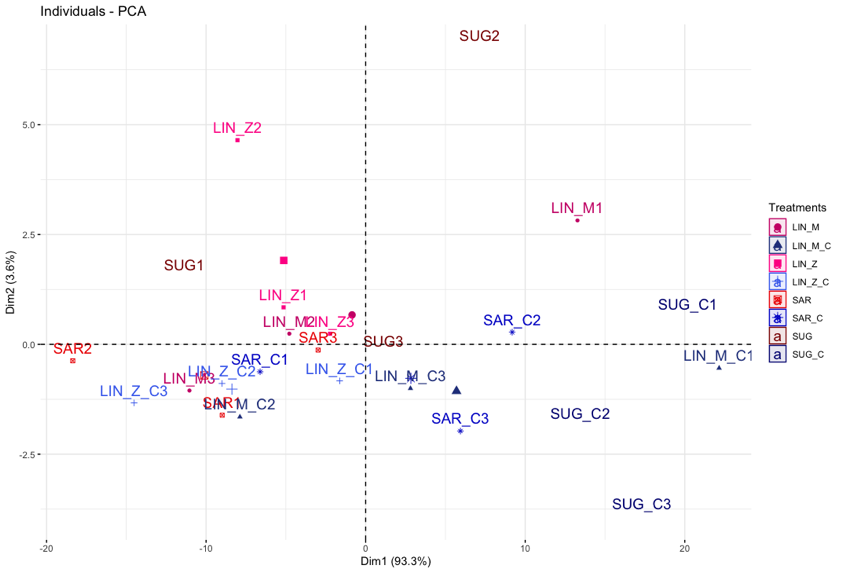 Individuals - PCA
SUG2
5.0
LIN_Z2
LIN_M1
2.5
SUG1
LIN_Z1
SUG_C1
LIN_M2
LIN_Z3
SAR_C2
SAR3
SUG3
0.0
SAR2
SAR_C1
LIN_M_C1
LIN_Z_C2
LIN_Z_C1
LIN_M3
LIN_M_C3
LIN_Z_C3
SAR1
LIN_M_C2
SUG_C2
SAR_C3
-2.5
SUG_C3
-20
-10
0
10
20
Dim1 (93.3%)
Dim2 (3.6%)
Treatments
a LIN_M
a LIN_M_C
a LIN_Z
a LIN_Z_C
a SAR
a SAR_C
a SUG
a SUG_C